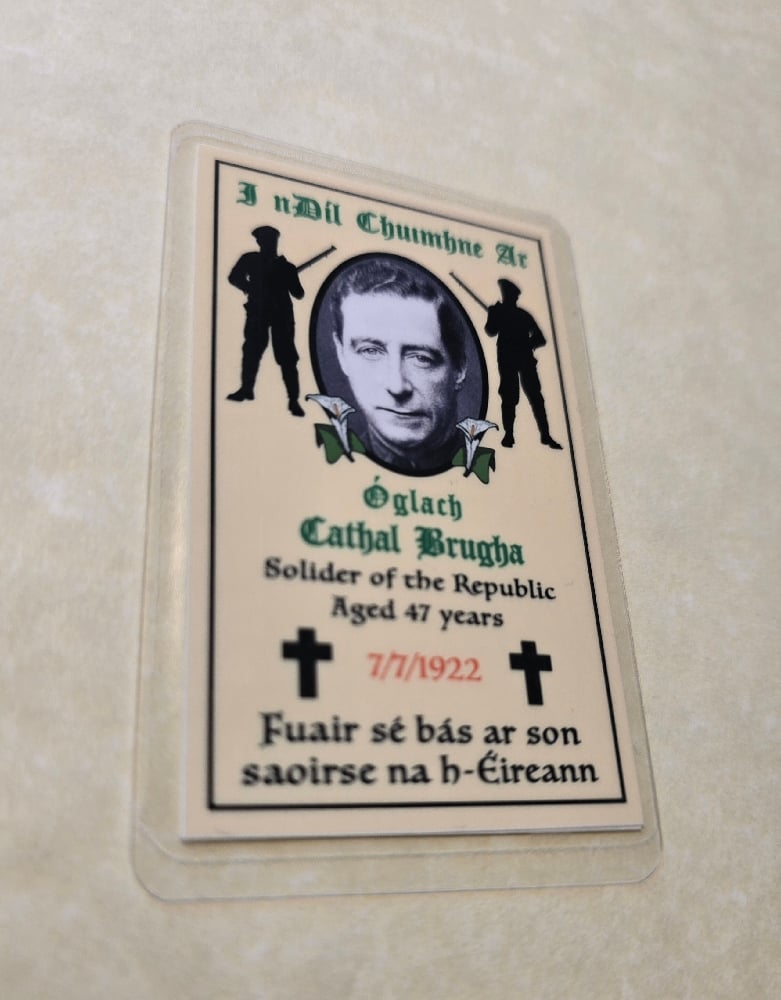 I nDíl Chuimhne Ar
Óglach
Cathal Brugha
Solider of the Republic
Aged 47 years
7/7/1922
Fuair sé bás ar son
saoirse na h-Éireann